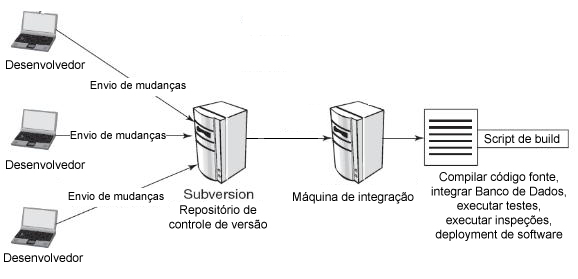 Desenvolvedor
Envio de mudanças
Desenvolvedor
Envio de mudanças
Desenvolvedor
Envio de mudanças
Subversion
Repositório de
controle de versão
Máquina de integração
Script de build
Compilar código fonte,
integrar Banco de Dados,
executar testes,
executar inspeções,
deployment de software